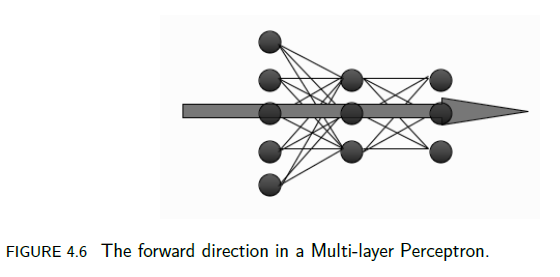 FIGURE 4.6 The forward direction in a Multi-layer Perceptron.